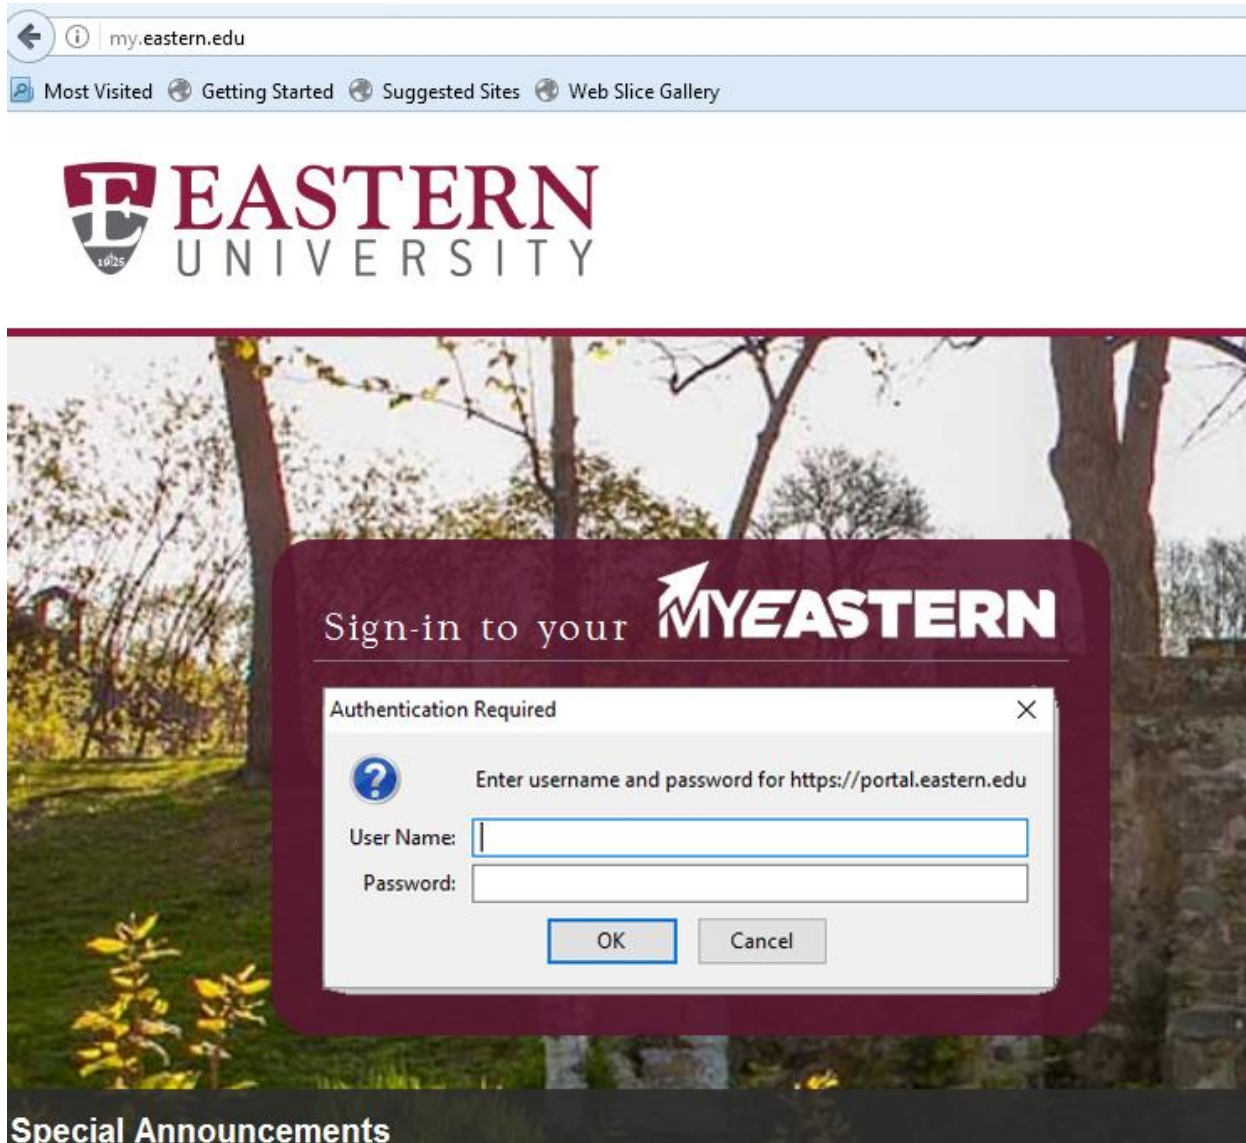 my.eastern.edu
Most Visited Getting Started Suggested Sites Web Slice Gallery
E EASTERN
1925 UNIVERSITY
Sign-in to your MYEASTERN
Authentication Required
Enter username and password for https://portal.eastern.edu
User Name:
Password:
OK Cancel
Special Announcements